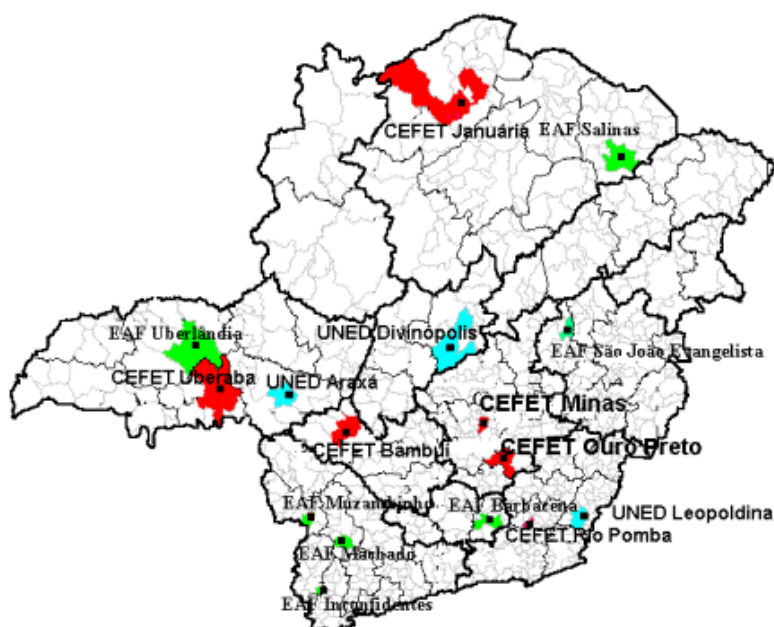 CEFET Januária
EAF Salinas
EAF Uberlândia
UNED Divinópolis
EAF São João Evangelista
CEFET Uberaba
UNED Araxá
CEFET Minas
CEFET Bambuí
CEFET Ouro Preto
EAF Muzambinho
EAF Barbacena
UNED Leopoldina
CEFET Rio Pomba
EAF Machado
EAF Inconfidentes